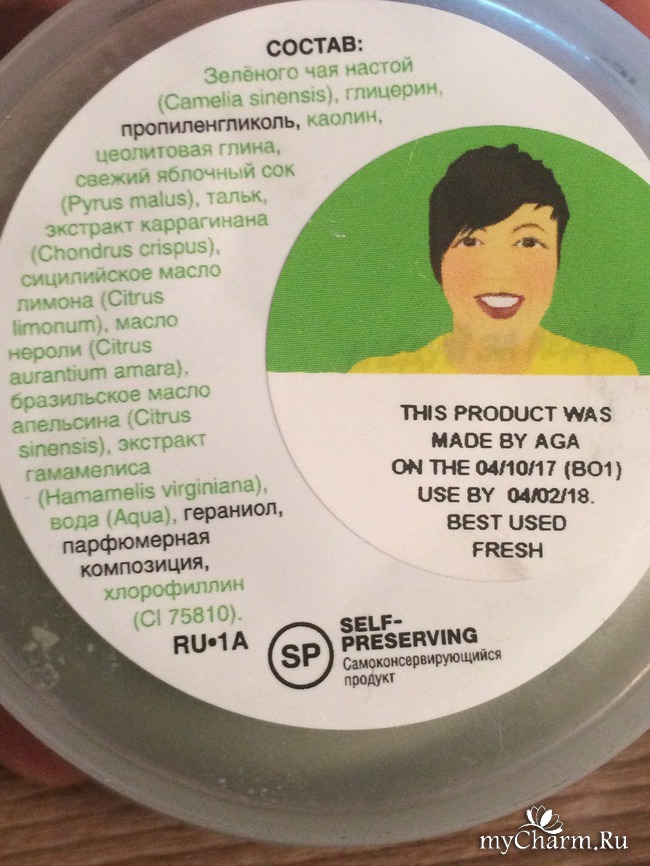 СОСТАВ:
Зелёного чая настой
(Camelia sinensis), глицерин,
пропиленгликоль, каолин,
цеолитовая глина,
свежий яблочный сок
(Pyrus malus), тальк,
экстракт каррагинана
(Chondrus crispus),
сицилийское масло
лимона (Citrus
limonum), масло
нероли (Citrus
aurantium amara),
бразильское масло
апельсина (Citrus
sinensis), экстракт
гамамелиса
(Hamamelis virginiana),
вода (Aqua), гераниол,
парфюмерная
композиция,
хлорофиллин
(CI 75810).
RU•1A
THIS PRODUCT WAS
MADE BY AGA
ON THE 04/10/17 (BO1)
USE BY 04/02/18.
BEST USED
FRESH
SP
SELF-
PRESERVING
Самоконсервирующийся
продукт
myCharm.Ru